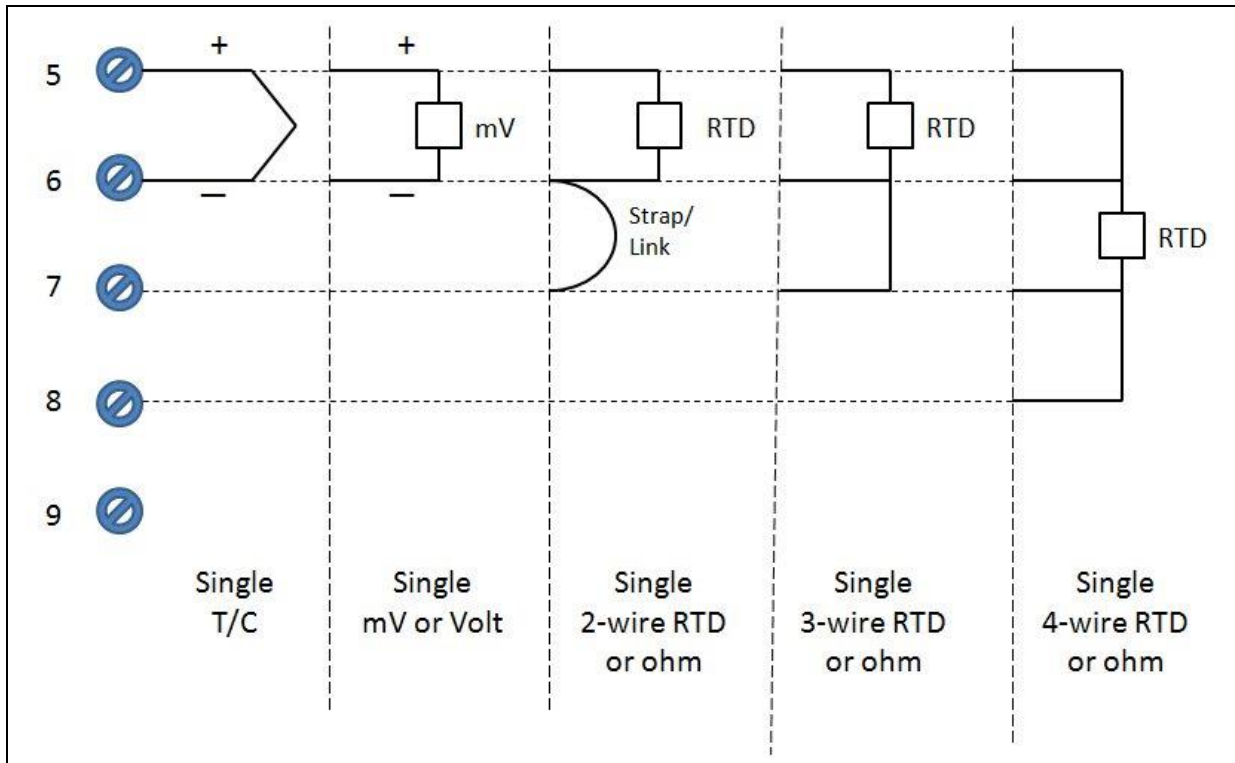 + +
5
mV RTD RTD
6
– –
Strap/
Link
RTD
7
8
9
Single Single Single Single Single
T/C mV or Volt 2-wire RTD 3-wire RTD 4-wire RTD
or ohm or ohm or ohm